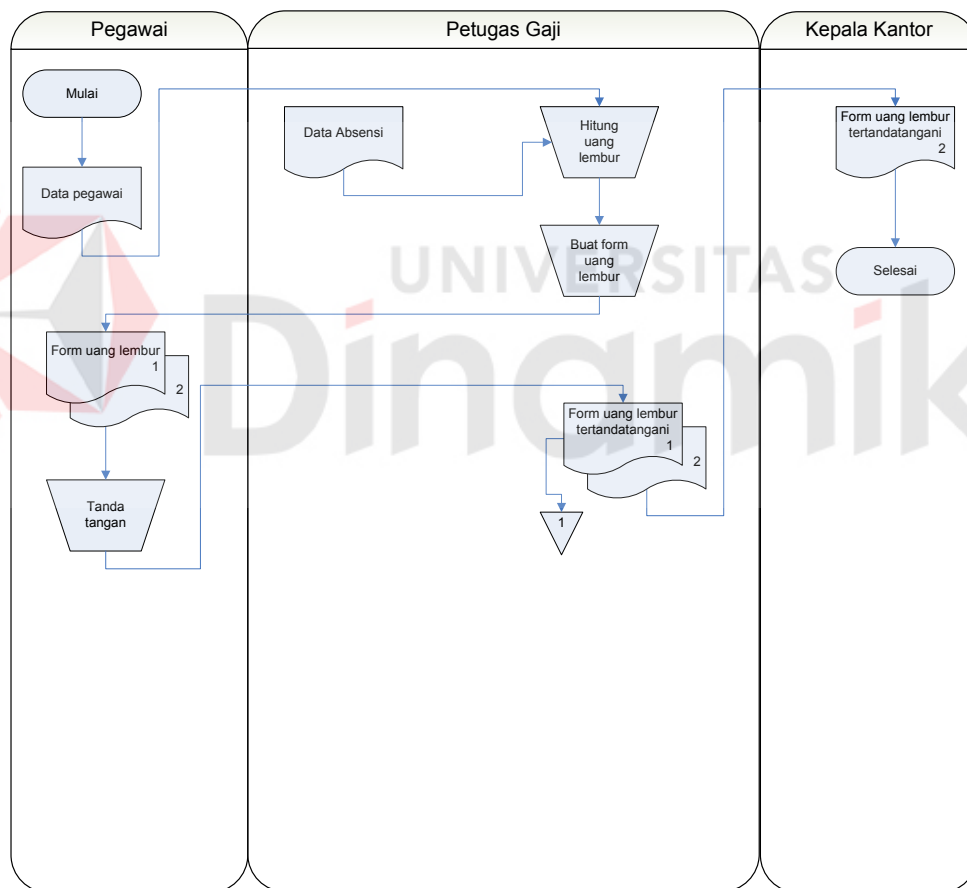 Pegawai
Petugas Gaji
Kepala Kantor
Mulai
Data pegawai
Data Absensi
Hitung
uang
lembur
Buat form
uang
lembur
Form uang lembur
1
2
Tanda
tangan
Form uang lembur
tertandatangani
1
2
1
Form uang lembur
tertandatangani
2
Selesai
UNIVERSITAS
Dinamik